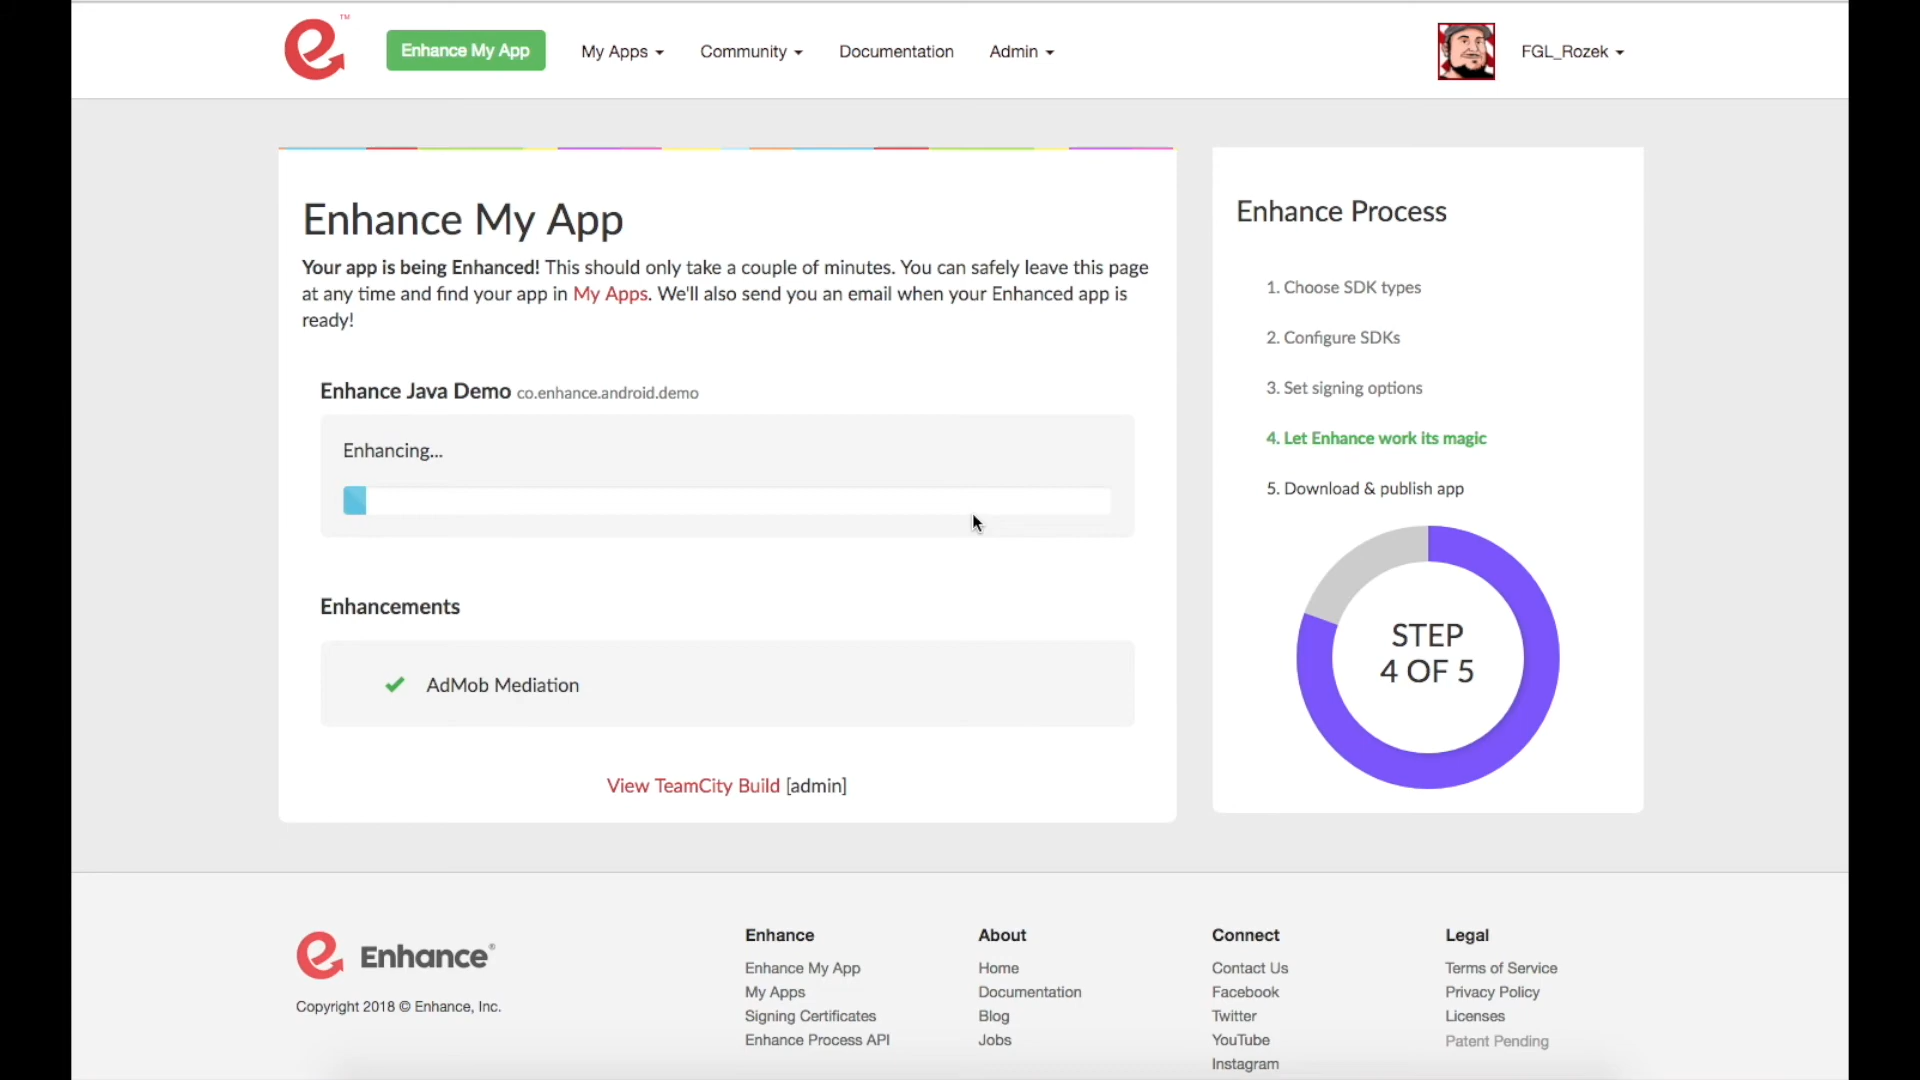 TM
Enhance My App
My Apps
Community
Documentation
Admin
FGL_Rozek
Enhance My App
Your app is being Enhanced! This should only take a couple of minutes. You can safely leave this page
at any time and find your app in My Apps. We'll also send you an email when your Enhanced app is
ready!
Enhance Java Demo co.enhance.android.demo
Enhancing...
Enhancements
AdMob Mediation
View TeamCity Build [admin]
Enhance Process
1. Choose SDK types
2. Configure SDKs
3. Set signing options
4. Let Enhance work its magic
5. Download & publish app
STEP
4 OF 5
Enhance®
Copyright 2018 © Enhance, Inc.
Enhance
Enhance My App
My Apps
Signing Certificates
Enhance Process API
About
Home
Documentation
Blog
Jobs
Connect
Contact Us
Facebook
Twitter
YouTube
Instagram
Legal
Terms of Service
Privacy Policy
Licenses
Patent Pending